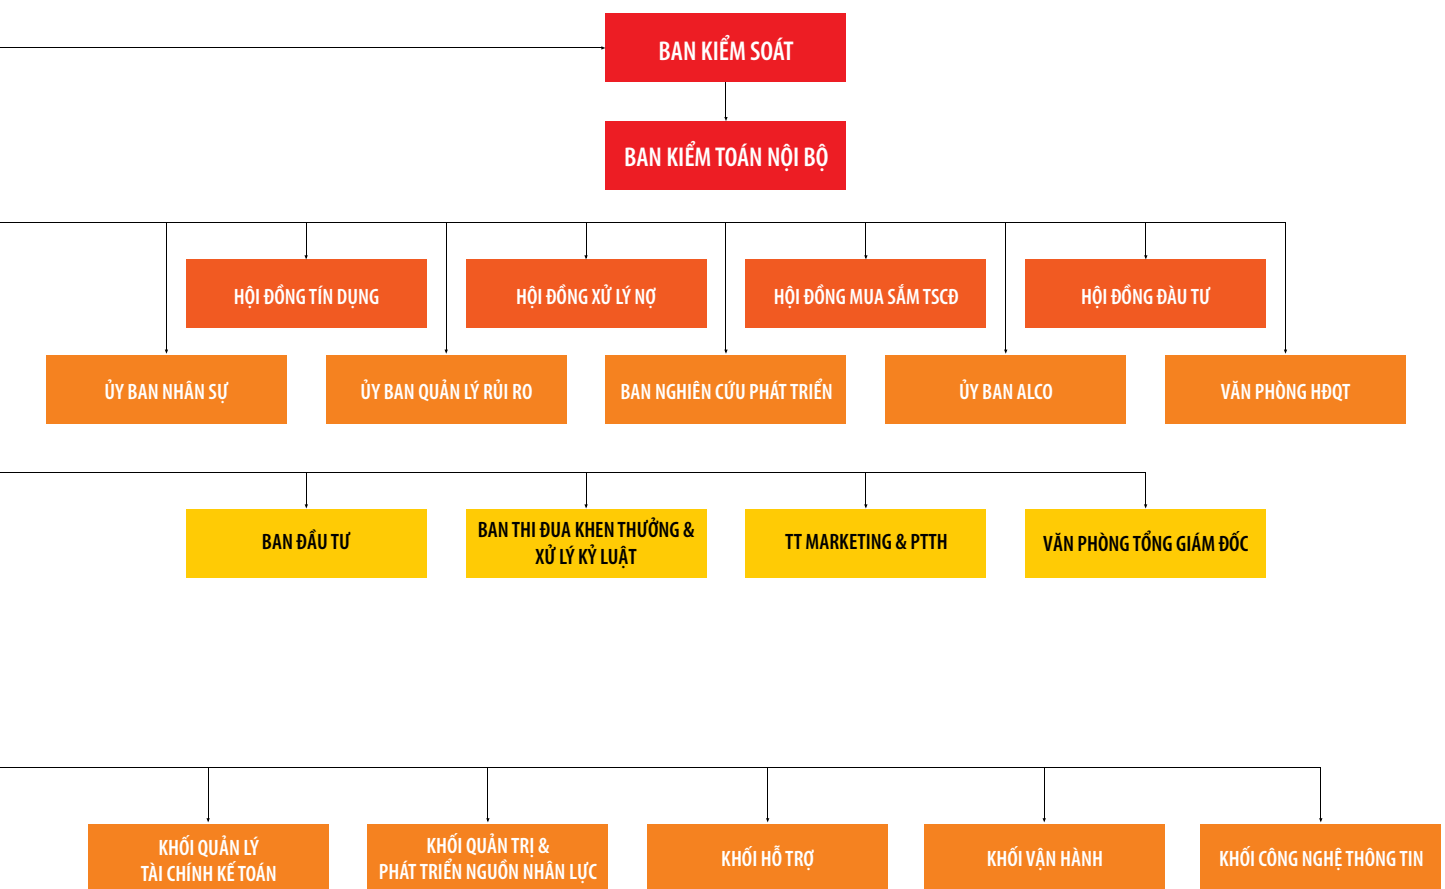 BAN KIỂM SOÁT
BAN KIỂM TOÁN NỘI BỘ
HỘI ĐỒNG TÍN DỤNG
HỘI ĐỒNG XỬ LÝ NỢ
HỘI ĐỒNG MUA SẮM TSCĐ
HỘI ĐỒNG ĐÀU TƯ
ỦY BAN NHÂN SỰ
ỦY BAN QUẢN LÝ RỦI RO
BAN NGHIÊN CỨU PHÁT TRIỂN
ỦY BAN ALCO
VĂN PHÒNG HĐQT
BAN ĐẦU TƯ
BAN THI ĐUA KHEN THƯỞNG &
XỬ LÝ KỶ LUẬT
TT MARKETING & PTTH
VĂN PHÒNG TỔNG GIÁM ĐỐC
KHỐI QUẢN LÝ
TÀI CHÍNH KẾ TOÁN
KHỐI QUẢN TRỊ &
PHÁT TRIỂN NGUỒN NHÂN LỰC
KHỐI HỖ TRỢ
KHỐI VẬN HÀNH
KHỐI CÔNG NGHỆ THÔNG TIN